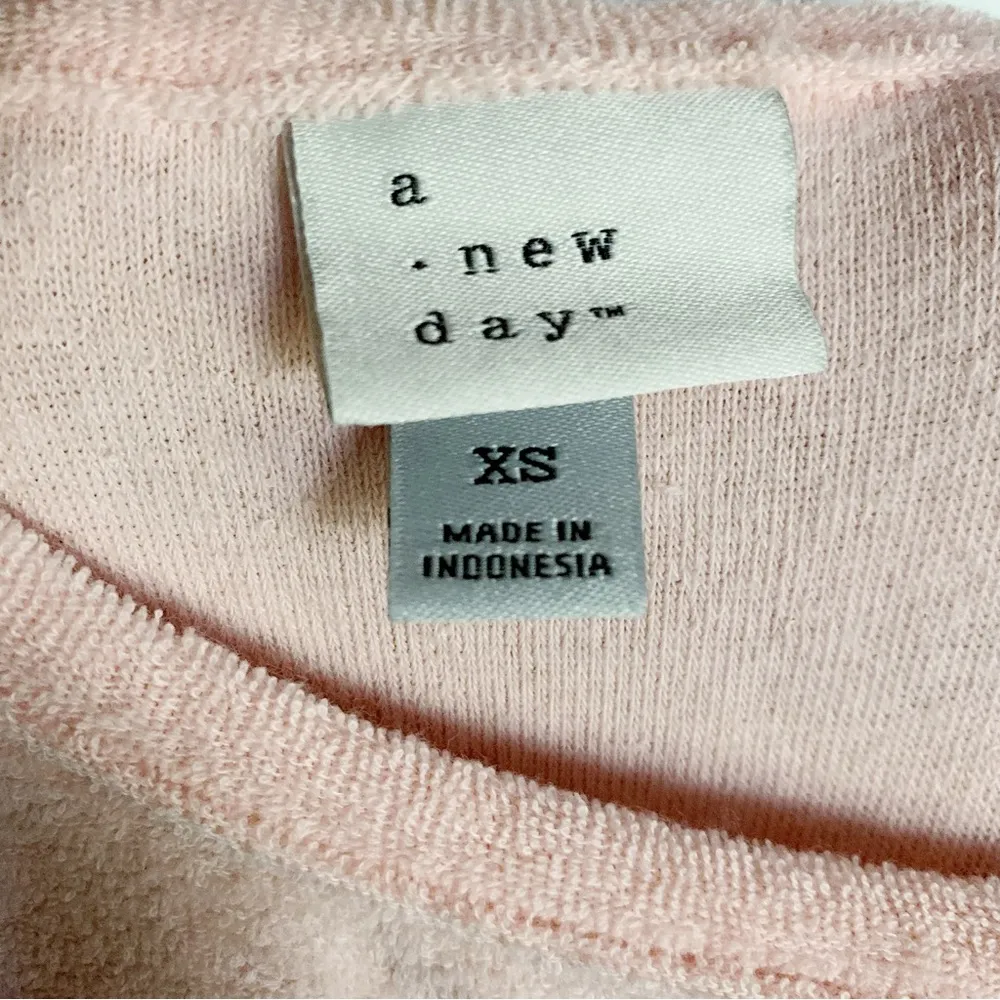 a
. new
day™
XS
MADE IN
INDONESIA